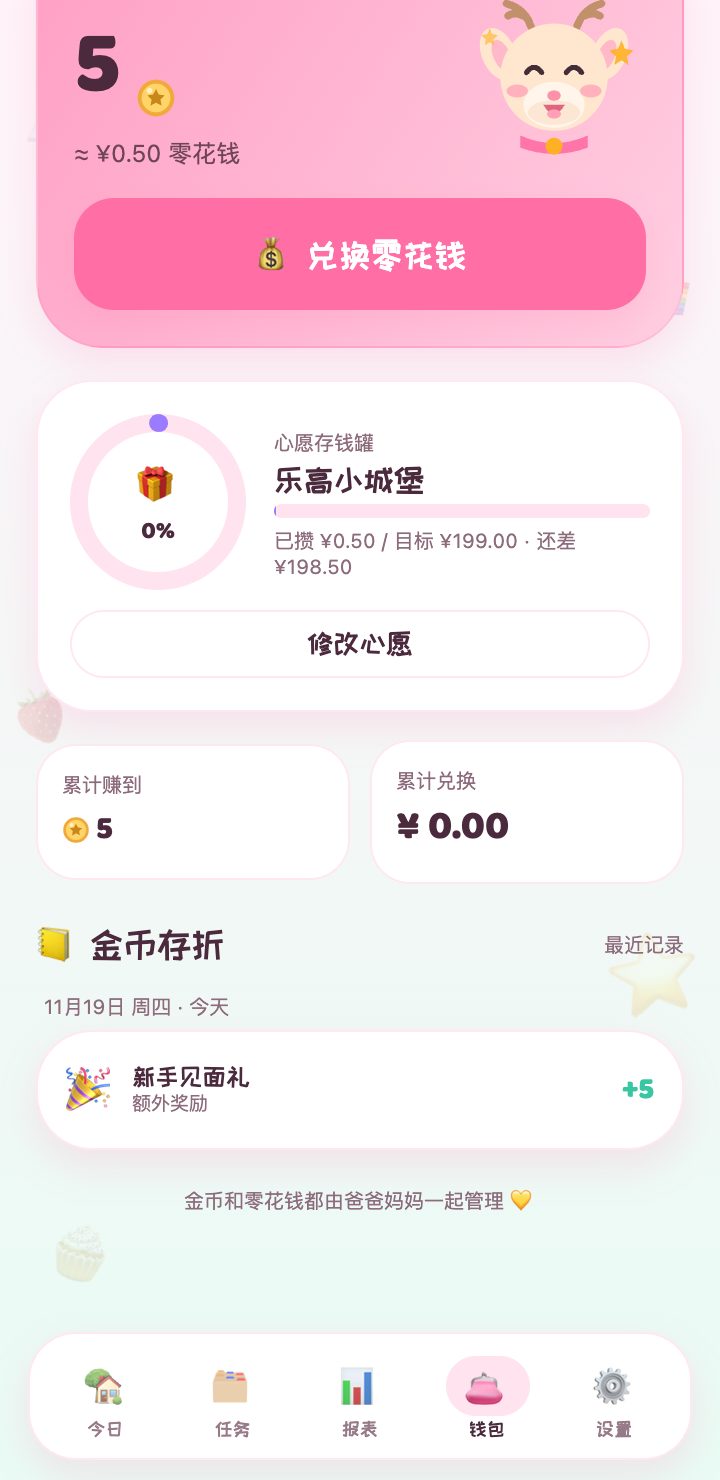 5
≈ ¥0.50 零花钱
兑换零花钱
心愿存钱罐
乐高小城堡
0%
已攒 ¥0.50 / 目标 ¥199.00 · 还差
¥198.50
修改心愿
累计赚到
5
累计兑换
¥ 0.00
金币存折
最近记录
11月19日 周四 · 今天
新手见面礼
额外奖励
+5
金币和零花钱都由爸爸妈妈一起管理 💛
今日
任务
报表
钱包
设置